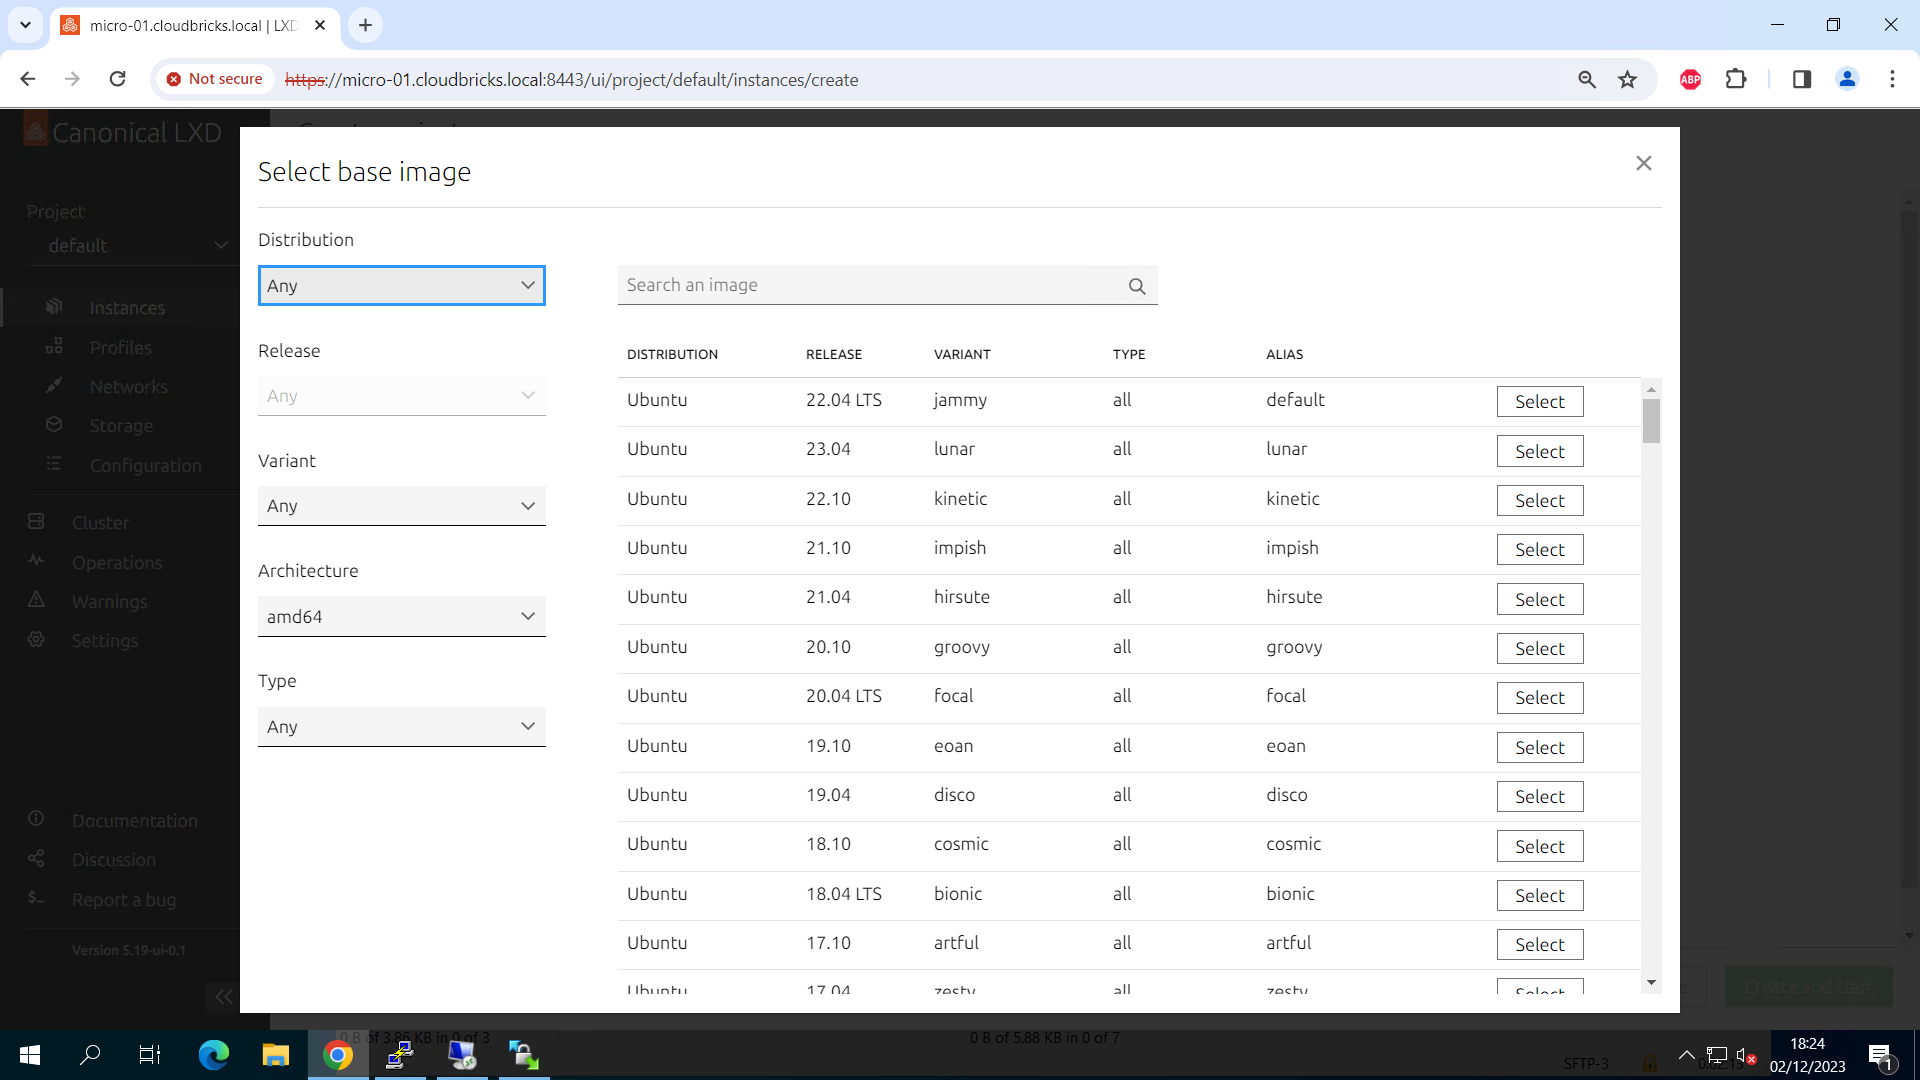 micro-01.cloudbricks.local | LXD
Not secure
https://micro-01.cloudbricks.local:8443/ui/project/default/instances/create
ABP
Canonical LXD
Project
default
Instances
Profiles
Networks
Storage
Configuration
Cluster
Operations
Warnings
Settings
Documentation
Discussion
Report a bug
Version 5.19-ui-0.1
Select base image
Distribution
Any
Release
Any
Variant
Any
Architecture
amd64
Type
Any
Search an image
DISTRIBUTION RELEASE VARIANT TYPE ALIAS
Ubuntu 22.04 LTS jammy all default Select
Ubuntu 23.04 lunar all lunar Select
Ubuntu 22.10 kinetic all kinetic Select
Ubuntu 21.10 impish all impish Select
Ubuntu 21.04 hirsute all hirsute Select
Ubuntu 20.10 groovy all groovy Select
Ubuntu 20.04 LTS focal all focal Select
Ubuntu 19.10 eoan all eoan Select
Ubuntu 19.04 disco all disco Select
Ubuntu 18.10 cosmic all cosmic Select
Ubuntu 18.04 LTS bionic all bionic Select
Ubuntu 17.10 artful all artful Select
Ubuntu 17.04 zesty all zesty Select
Create and start
0 B of 3.86 KB in 0 of 3
0 B of 5.88 KB in 0 of 7
SFTP-3
0:02:13
18:24
02/12/2023
1